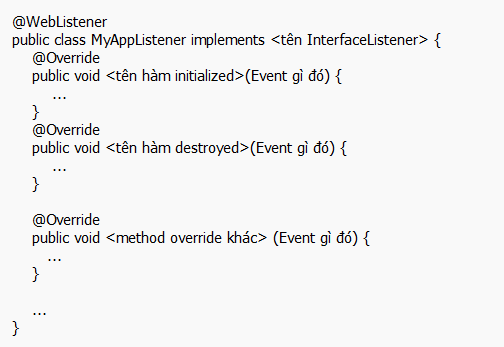 @WebListener
public class MyAppListener implements <tên InterfaceListener> {
@Override
public void <tên hàm initialized>(Event gì đó) {
...
}
@Override
public void <tên hàm destroyed>(Event gì đó) {
...
}
@Override
public void <method override khác> (Event gì đó) {
...
}
...
}